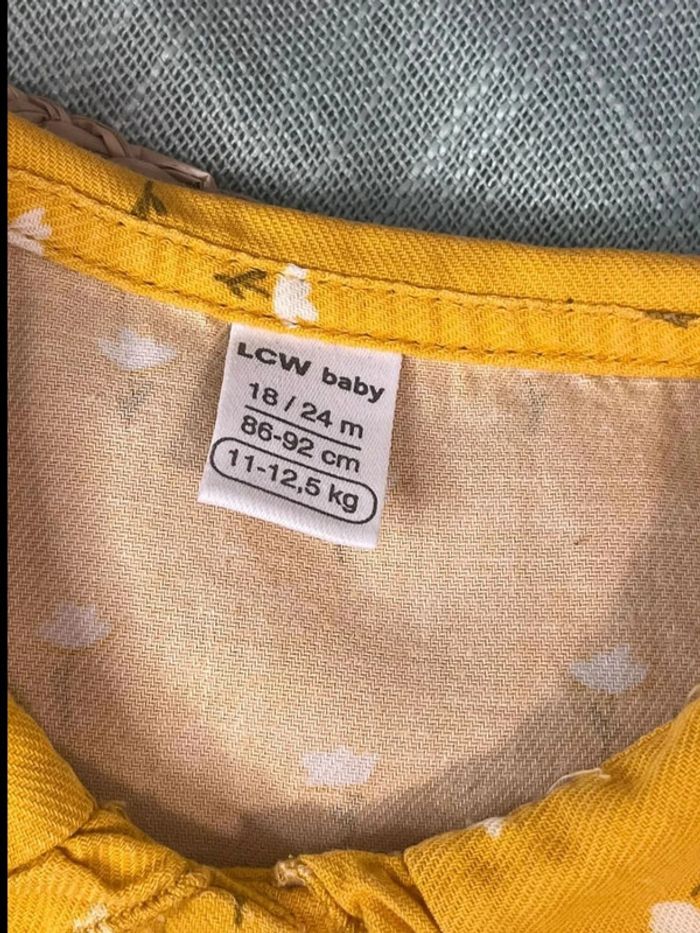 LCW baby
18 / 24 m
86-92 cm
11-12,5 kg